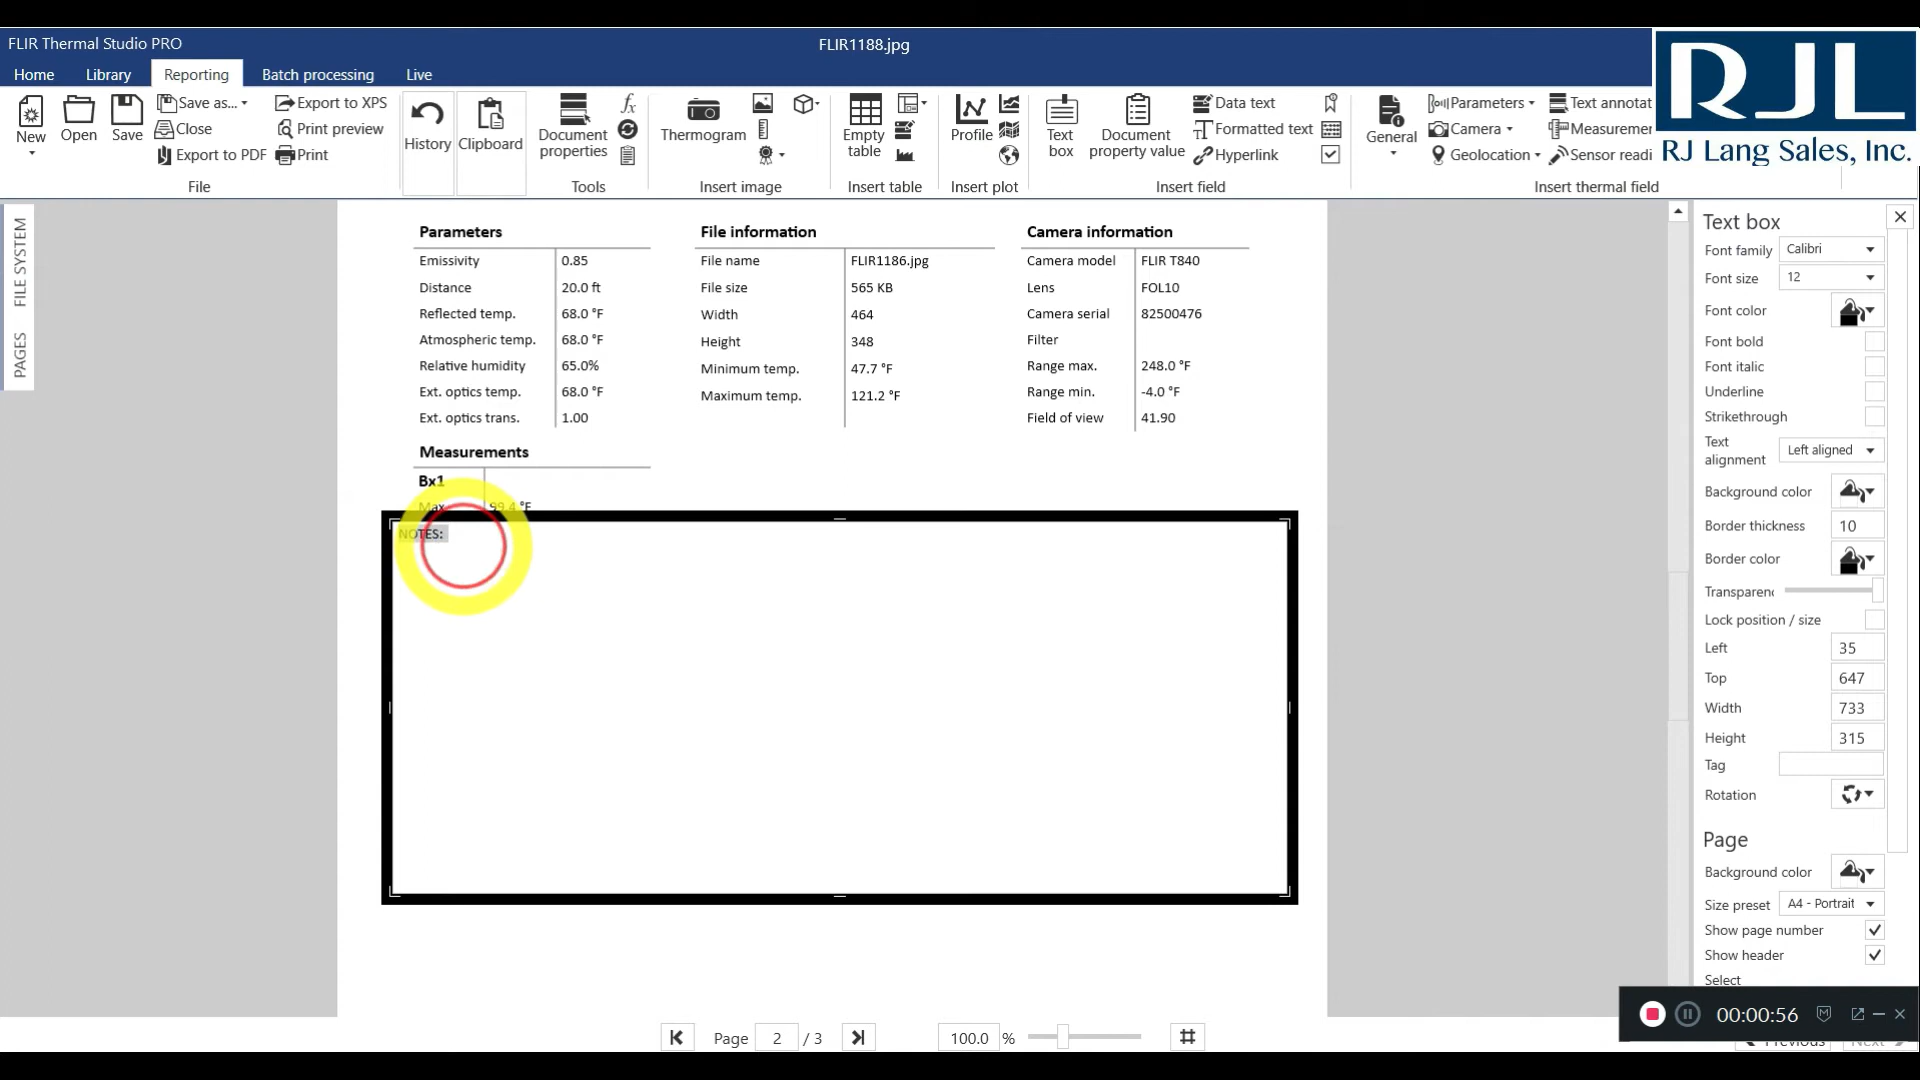 FLIR Thermal Studio PRO
FLIR1188.jpg
Home Library Reporting Batch processing Live
RJL
RJ Lang Sales, Inc.
New
Open
Save
Save as...
Close
Export to PDF
Export to XPS
Print preview
Print
File
History
Clipboard
Document properties
Tools
Thermogram
Insert image
Empty table
Insert table
Profile
Insert plot
Text box
Document property value
Data text
Formatted text
Hyperlink
Insert field
General
Parameters
Camera
Geolocation
Text annotat
Measuremer
Sensor readi
Insert thermal field
FILE SYSTEM
PAGES
Parameters
Emissivity 0.85
Distance 20.0 ft
Reflected temp. 68.0 °F
Atmospheric temp. 68.0 °F
Relative humidity 65.0%
Ext. optics temp. 68.0 °F
Ext. optics trans. 1.00
File information
File name FLIR1186.jpg
File size 565 KB
Width 464
Height 348
Minimum temp. 47.7 °F
Maximum temp. 121.2 °F
Camera information
Camera model FLIR T840
Lens FOL10
Camera serial 82500476
Filter
Range max. 248.0 °F
Range min. -4.0 °F
Field of view 41.90
Measurements
Bx1
Max 99.4 °F
NOTES:
Text box
Font family Calibri
Font size 12
Font color
Font bold
Font italic
Underline
Strikethrough
Text alignment Left aligned
Background color
Border thickness 10
Border color
Transparenc
Lock position / size
Left 35
Top 647
Width 733
Height 315
Tag
Rotation
Page
Background color
Size preset A4 - Portrait
Show page number
Show header
Select
00:00:56
Previous Next
Page 2 / 3
100.0 %